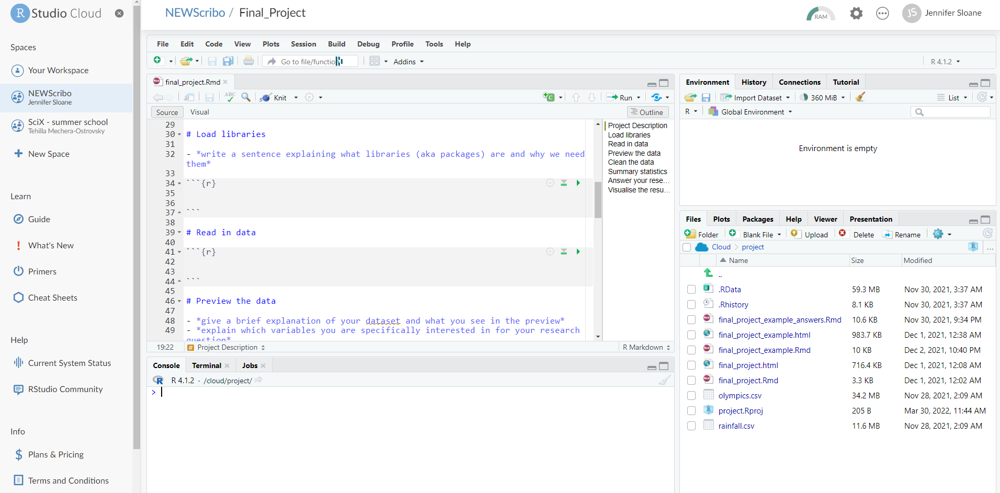 R Studio Cloud
Spaces
Your Workspace
NEWScribo
Jennifer Sloane
SciX - summer school
Tehilla Mechera-Ostrovsky
New Space
Learn
Guide
What's New
Primers
Cheat Sheets
Help
Current System Status
RStudio Community
Info
Plans & Pricing
Terms and Conditions
NEWScribo / Final_Project
RAM
JS Jennifer Sloane
File Edit Code View Plots Session Build Debug Profile Tools Help
Go to file/functio
Addins
R 4.1.2
final_project.Rmd
ABC
Knit
Run
Source Visual
Outline
29
30 # Load libraries
31
32 - *write a sentence explaining what libraries (aka packages) are and why we need
them*
33
34 ```{r}
35
36
37 ```
38
39 # Read in data
40
41 ```{r}
42
43
44 ```
45
46 # Preview the data
47
48 - *give a brief explanation of your dataset and what you see in the preview*
49 - *explain which variables you are specifically interested in for your research
question*
Project Description
Load libraries
Read in data
Preview the data
Clean the data
Summary statistics
Answer your rese...
Visualise the resu...
19:22 # Project Description R Markdown
Console Terminal Jobs
R R 4.1.2 · /cloud/project/
>
Environment History Connections Tutorial
Import Dataset 360 MiB List
R Global Environment
Environment is empty
Files Plots Packages Help Viewer Presentation
Folder Blank File Upload Delete Rename
Cloud > project R ...
Name Size Modified
..
.RData 59.3 MB Nov 30, 2021, 3:37 AM
.Rhistory 8.1 KB Nov 30, 2021, 3:37 AM
final_project_example_answers.Rmd 10.6 KB Nov 30, 2021, 9:34 PM
final_project_example.html 983.7 KB Dec 1, 2021, 12:38 AM
final_project_example.Rmd 10 KB Dec 2, 2021, 10:40 PM
final_project.html 716.4 KB Dec 1, 2021, 12:08 AM
final_project.Rmd 3.3 KB Dec 1, 2021, 12:02 AM
olympics.csv 34.2 MB Nov 28, 2021, 2:09 AM
project.Rproj 205 B Mar 30, 2022, 11:44 AM
rainfall.csv 11.6 MB Nov 28, 2021, 2:09 AM